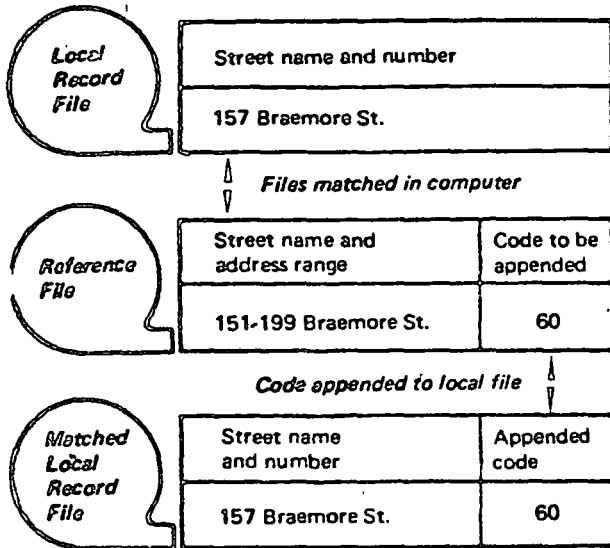 Local
Record
File
Street name and number
157 Braemore St.
Files matched in computer
Reference
File
Street name and
address range
Code to be
appended
151-199 Braemore St.
60
Code appended to local file
Matched
Local
Record
File
Street name
and number
Appended
code
157 Braemore St.
60